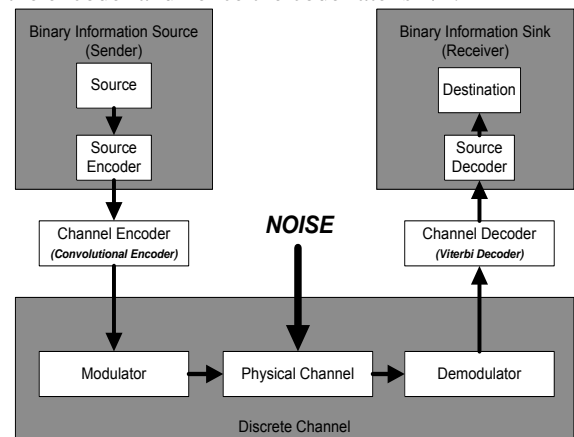 Binary Information Source
(Sender)
Source
Source
Encoder
Channel Encoder
(Convolutional Encoder)
Binary Information Sink
(Receiver)
Destination
Source
Decoder
Channel Decoder
(Viterbi Decoder)
NOISE
Modulator
Physical Channel
Demodulator
Discrete Channel